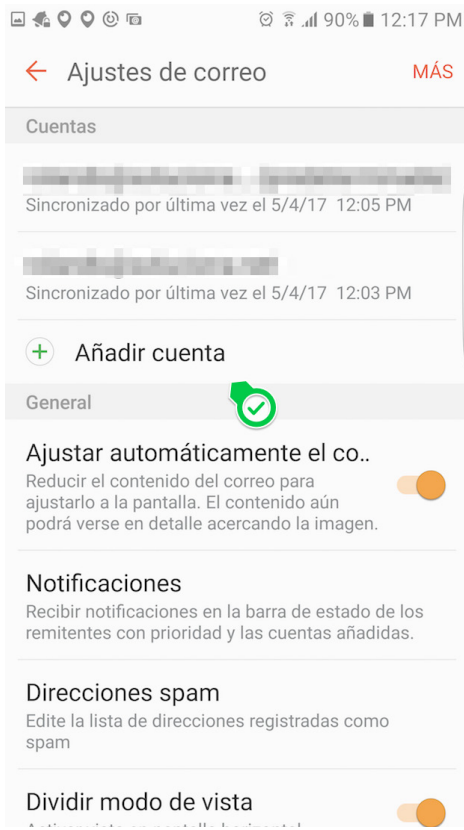 90% 12:17 PM
Ajustes de correo MÁS
Cuentas
Sincronizado por última vez el 5/4/17 12:05 PM
Sincronizado por última vez el 5/4/17 12:03 PM
Añadir cuenta
General
Ajustar automáticamente el co..
Reducir el contenido del correo para
ajustarlo a la pantalla. El contenido aún
podrá verse en detalle acercando la imagen.
Notificaciones
Recibir notificaciones en la barra de estado de los
remitentes con prioridad y las cuentas añadidas.
Direcciones spam
Edite la lista de direcciones registradas como
spam
Dividir modo de vista